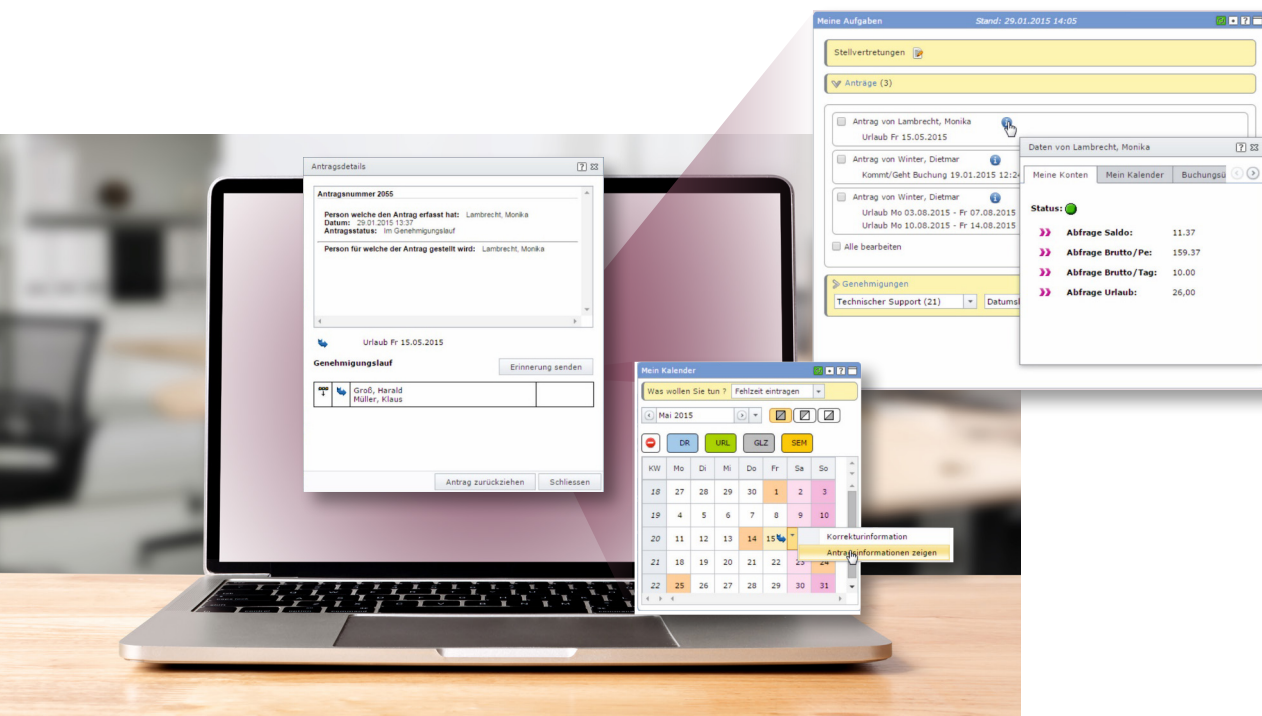 Meine Aufgaben
Stand: 29.01.2015 14:05
Stellvertretungen
Anträge (3)
Antrag von Lambrecht, Monika
Urlaub Fr 15.05.2015
Antrag von Winter, Dietmar
Kommt/Geht Buchung 19.01.2015 12:24
Antrag von Winter, Dietmar
Urlaub Mo 03.08.2015 - Fr 07.08.2015
Urlaub Mo 10.08.2015 - Fr 14.08.2015
Alle bearbeiten
Genehmigungen
Technischer Support (21)
Daten von Lambrecht, Monika
Meine Konten Mein Kalender
Status:
Abfrage Saldo: 11.37
Abfrage Brutto/Pe: 159.37
Abfrage Brutto/Tag: 10.00
Abfrage Urlaub: 26,00
Antragsdetails
Antragsnummer 2055
Person welche den Antrag erfasst hat: Lambrecht, Monika
Datum: 29.01.2015 13:37
Antragsstatus: Im Genehmigungslauf
Person für welche der Antrag gestellt wird: Lambrecht, Monika
Urlaub Fr 15.05.2015
Genehmigungslauf
Erinnerung senden
Groß, Harald
Müller, Klaus
Antrag zurückziehen Schliessen
Mein Kalender
Was wollen Sie tun ? Fehlzeit eintragen
Mai 2015
DR URL GLZ SEM
KW Mo Di Mi Do Fr Sa So
18 27 28 29 30 1 2 3
19 4 5 6 7 8 9 10
20 11 12 13 14 15
Korrekturinformation
Antragsinformationen zeigen
21 18 19 20 21 22 23 24
22 25 26 27 28 29 30 31